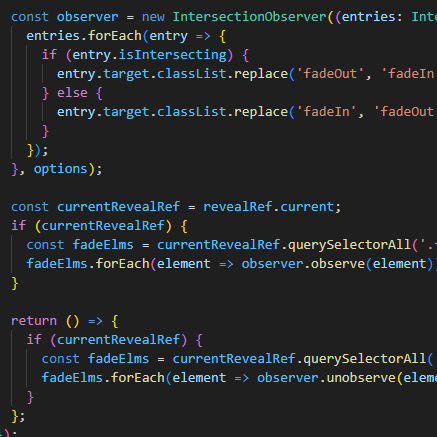 const observer = new IntersectionObserver((entries: Inte
entries.forEach(entry => {
if (entry.isIntersecting) {
entry.target.classList.replace('fadeOut', 'fadeIn
} else {
entry.target.classList.replace('fadeIn', 'fadeOut
}
});
}, options);
const currentRevealRef = revealRef.current;
if (currentRevealRef) {
const fadeElms = currentRevealRef.querySelectorAll('.
fadeElms.forEach(element => observer.observe(element))
}
return () => {
if (currentRevealRef) {
const fadeElms = currentRevealRef.querySelectorAll(
fadeElms.forEach(element => observer.unobserve(eleme
}
};
);